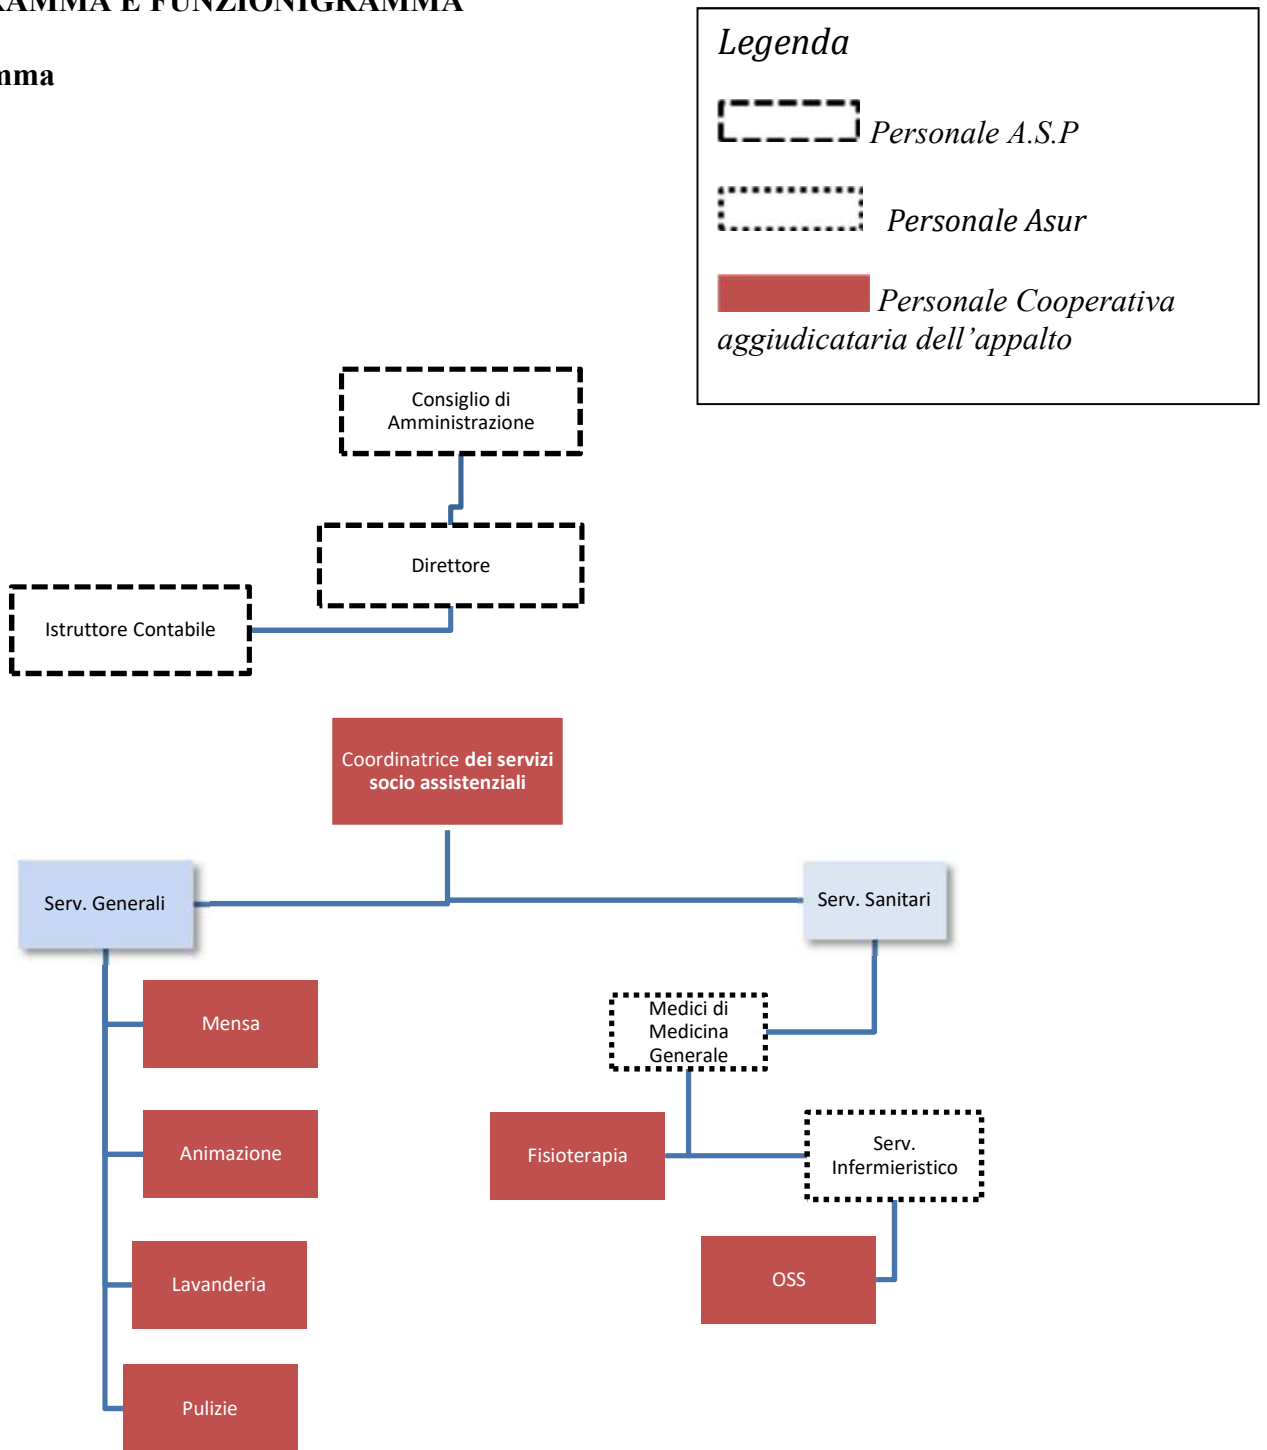 RAMMA E FUNZIONIGRAMMA
mma
Legenda
Personale A.S.P
Personale Asur
Personale Cooperativa
aggiudicataria dell’appalto
Consiglio di
Amministrazione
Direttore
Istruttore Contabile
Coordinatrice dei servizi
socio assistenziali
Serv. Generali
Serv. Sanitari
Mensa
Medici di
Medicina
Generale
Animazione
Fisioterapia
Serv.
Infermieristico
Lavanderia
OSS
Pulizie